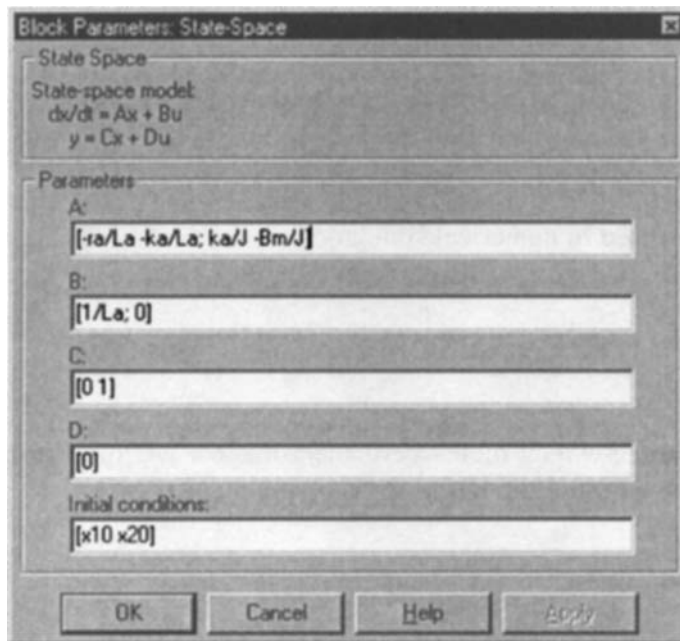 Block Parameters: State-Space
State Space
State-space model:
dx/dt = Ax + Bu
y = Cx + Du
Parameters
A:
[-ra/La -ka/La; ka/J -Bm/J]
B:
[1/La; 0]
C:
[0 1]
D:
[0]
Initial conditions:
[x10 x20]
OK
Cancel
Help
Apply